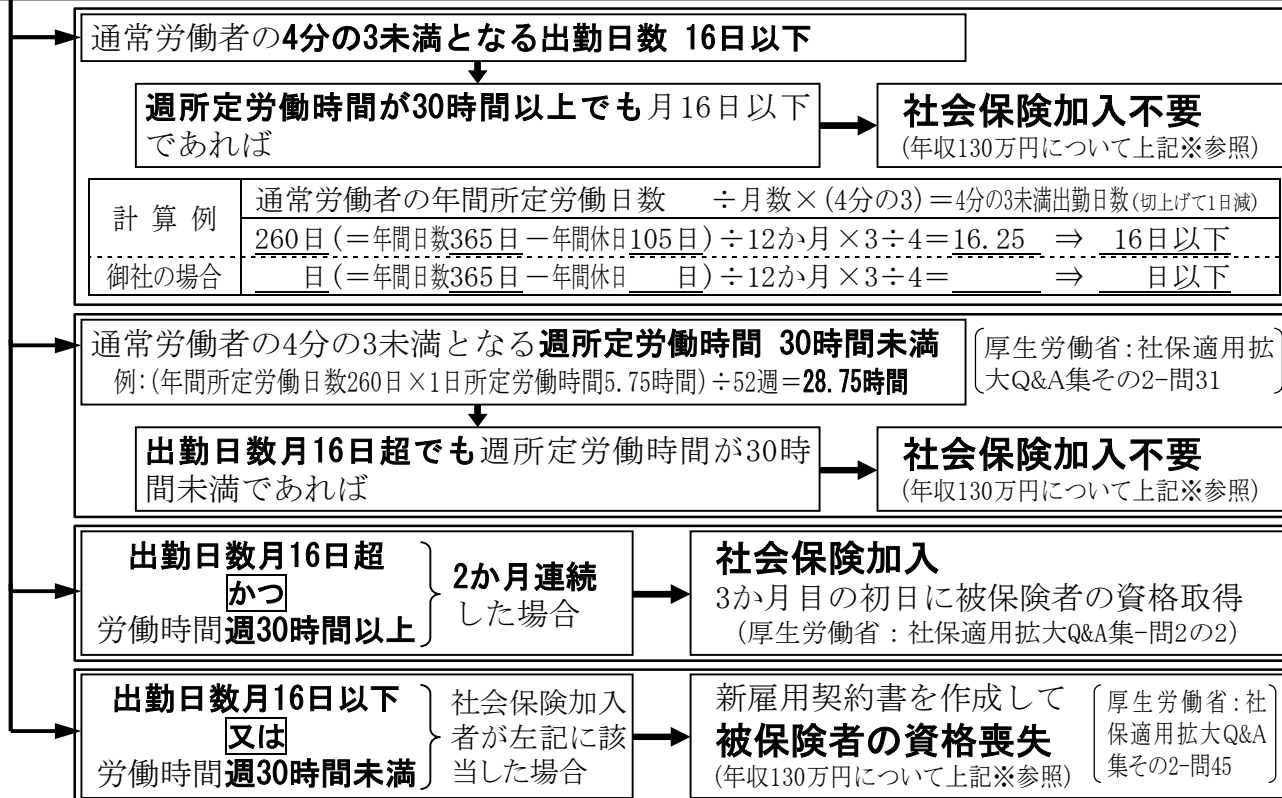 通常労働者の4分の3未満となる出勤日数 16日以下
週所定労働時間が30時間以上でも月16日以下
であれば
社会保険加入不要
(年収130万円について上記※参照)
計 算 例
通常労働者の年間所定労働日数 ÷月数×(4分の3)=4分の3未満出勤日数(切上げて1日減)
260日(=年間日数365日-年間休日105日)÷12か月×3÷4=16.25 ⇒ 16日以下
御社の場合
日(=年間日数365日-年間休日 日)÷12か月×3÷4= ⇒ 日以下
通常労働者の4分の3未満となる週所定労働時間 30時間未満
例:(年間所定労働日数260日×1日所定労働時間5.75時間)÷52週=28.75時間
厚生労働省:社保適用拡
大Q&A集その2-問31
出勤日数月16日超でも週所定労働時間が30時
間未満であれば
社会保険加入不要
(年収130万円について上記※参照)
出勤日数月16日超
かつ
労働時間週30時間以上
2か月連続
した場合
社会保険加入
3か月目の初日に被保険者の資格取得
(厚生労働省:社保適用拡大Q&A集-問2の2)
出勤日数月16日以下
又は
労働時間週30時間未満
社会保険加入
者が左記に該
当した場合
新雇用契約書を作成して
被保険者の資格喪失
(年収130万円について上記※参照)
厚生労働省:社
保適用拡大Q&A
集その2-問45